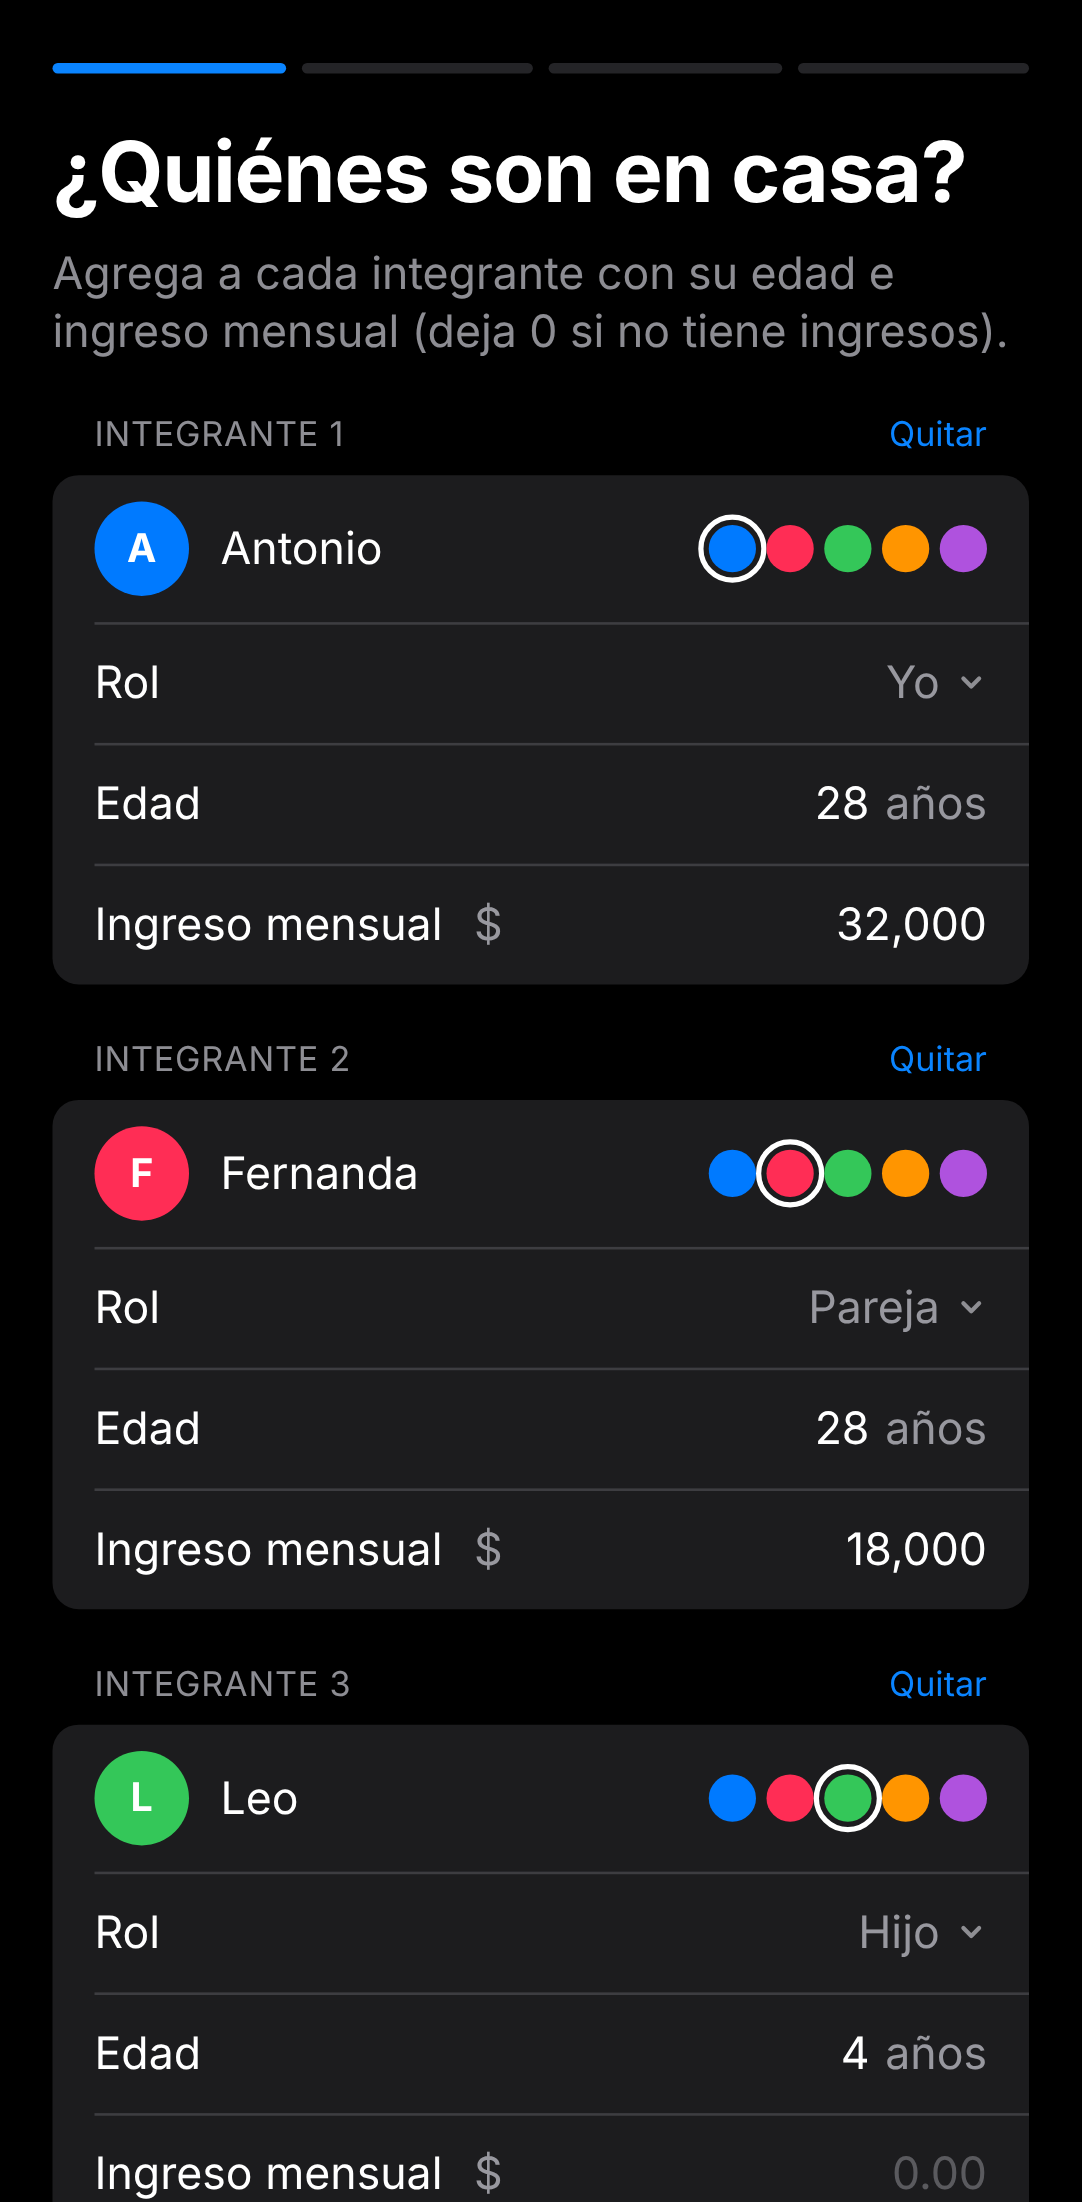 ¿Quiénes son en casa?
Agrega a cada integrante con su edad e
ingreso mensual (deja 0 si no tiene ingresos).
INTEGRANTE 1 Quitar
A Antonio
Rol Yo
Edad 28 años
Ingreso mensual $ 32,000
INTEGRANTE 2 Quitar
F Fernanda
Rol Pareja
Edad 28 años
Ingreso mensual $ 18,000
INTEGRANTE 3 Quitar
L Leo
Rol Hijo
Edad 4 años
Ingreso mensual $ 0.00